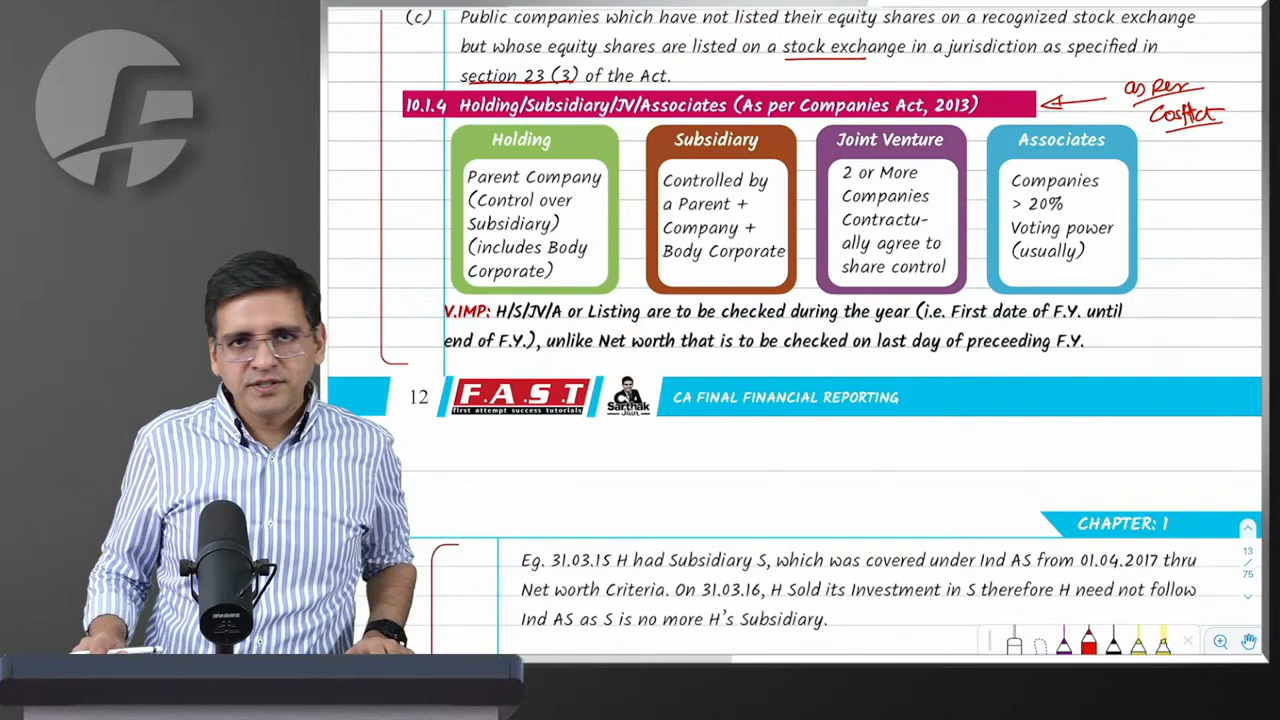 (c) Public companies which have not listed their equity shares on a recognized stock exchange
but whose equity shares are listed on a stock exchange in a jurisdiction as specified in
section 23 (3) of the Act.
10.1.4 Holding/Subsidiary/JV/Associates (As per Companies Act, 2013)
as per
Cos Act
Holding
Parent Company
(Control over
Subsidiary)
(includes Body
Corporate)
Subsidiary
Controlled by
a Parent +
Company +
Body Corporate
Joint Venture
2 or More
Companies
Contractu-
ally agree to
share control
Associates
Companies
> 20%
Voting power
(usually)
V.IMP: H/S/JV/A or Listing are to be checked during the year (i.e. First date of F.Y. until
end of F.Y.), unlike Net worth that is to be checked on last day of preceeding F.Y.
12
F.A.S.T
first attempt success tutorials
CA
Sarthak
Jain
CA FINAL FINANCIAL REPORTING
CHAPTER: 1
Eg. 31.03.15 H had Subsidiary S, which was covered under Ind AS from 01.04.2017 thru
Net worth Criteria. On 31.03.16, H Sold its Investment in S therefore H need not follow
Ind AS as S is no more H's Subsidiary.
13
/
75